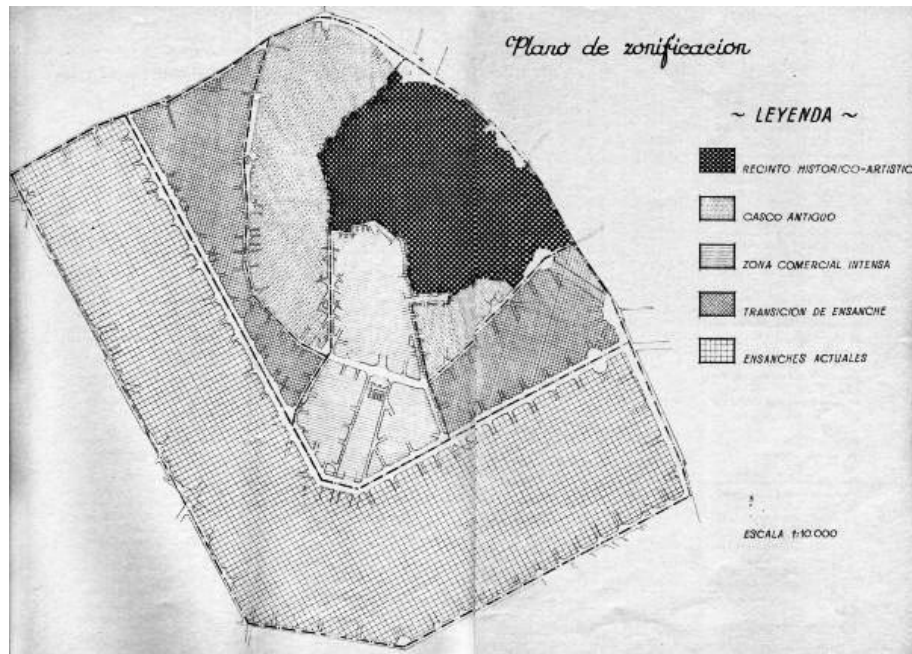 Plano de zonificacion
~ LEYENDA ~
RECINTO HISTORICO-ARTISTIC
CASCO ANTIGUO
ZONA COMERCIAL INTENSA
TRANSICION DE ENSANCHE
ENSANCHES ACTUALES
ESCALA 1:10.000